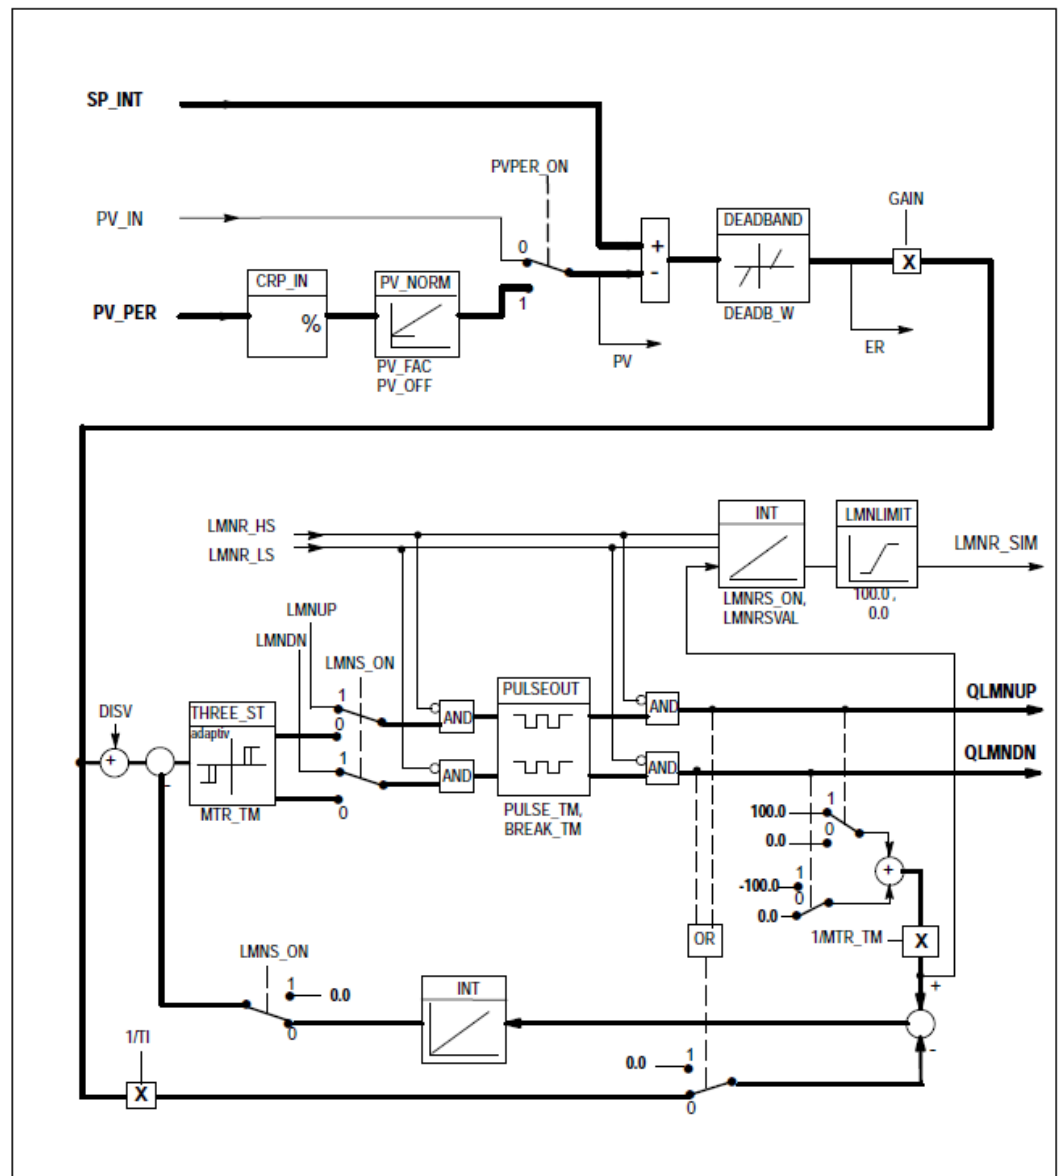 SP_INT
PVPER_ON
GAIN
PV_IN
DEADBAND
+
-
0
X
CRP_IN
PV_NORM
PV_PER
%
1
DEADB_W
ER
PV
PV_FAC
PV_OFF
INT
LMNLIMIT
LMNR_HS
LMNR_LS
LMNR_SIM
LMNRS_ON,
LMNRSVAL
100.0 ,
0.0
LMNUP
LMNDN
LMNS_ON
PULSEOUT
QLMNUP
1
AND
AND
DISV
THREE_ST
0
adaptiv
1
QLMNDN
+
AND
AND
-
MTR_TM
0
PULSE_TM,
BREAK_TM
1
100.0
0
0.0
+
1
-100.0
0
0.0
OR
1/MTR_TM
X
LMNS_ON
+
1
0.0
INT
0
-
1/TI
0.0
1
X
0